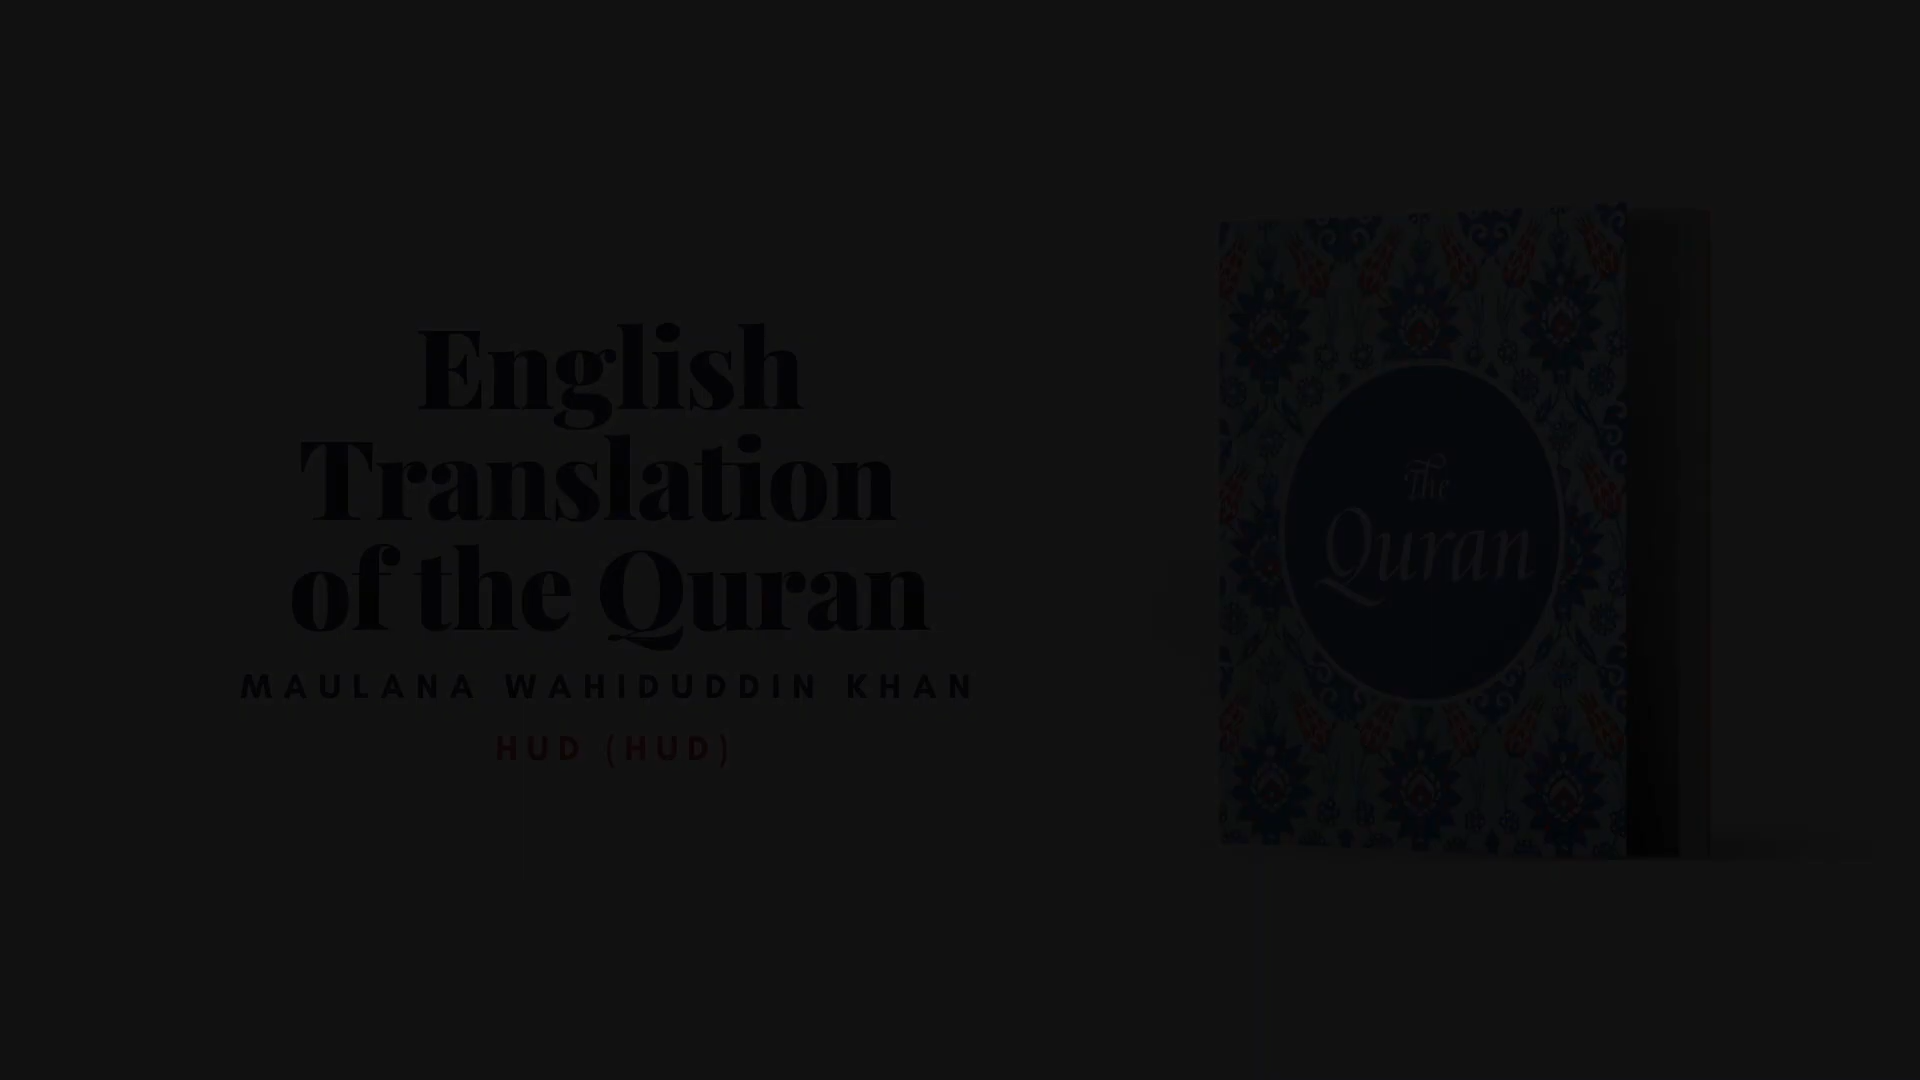 English
Translation
of the Quran
MAULANA WAHIDUDDIN KHAN
HUD (HUD)
The
Quran